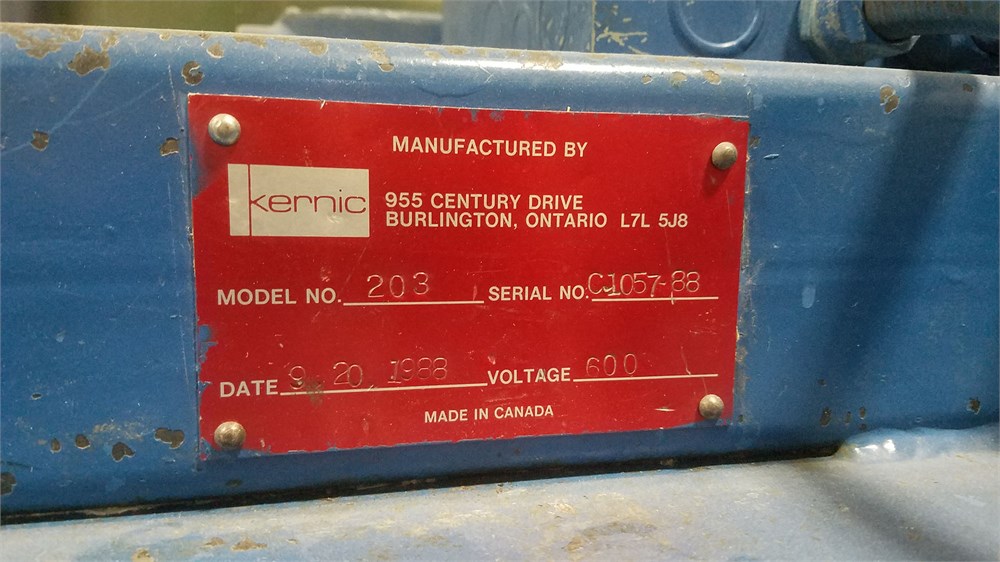 MANUFACTURED BY
kernic
955 CENTURY DRIVE
BURLINGTON, ONTARIO L7L 5J8
MODEL NO. 203 SERIAL NO. C1057-88
DATE 9 20, 1988 VOLTAGE 600
MADE IN CANADA